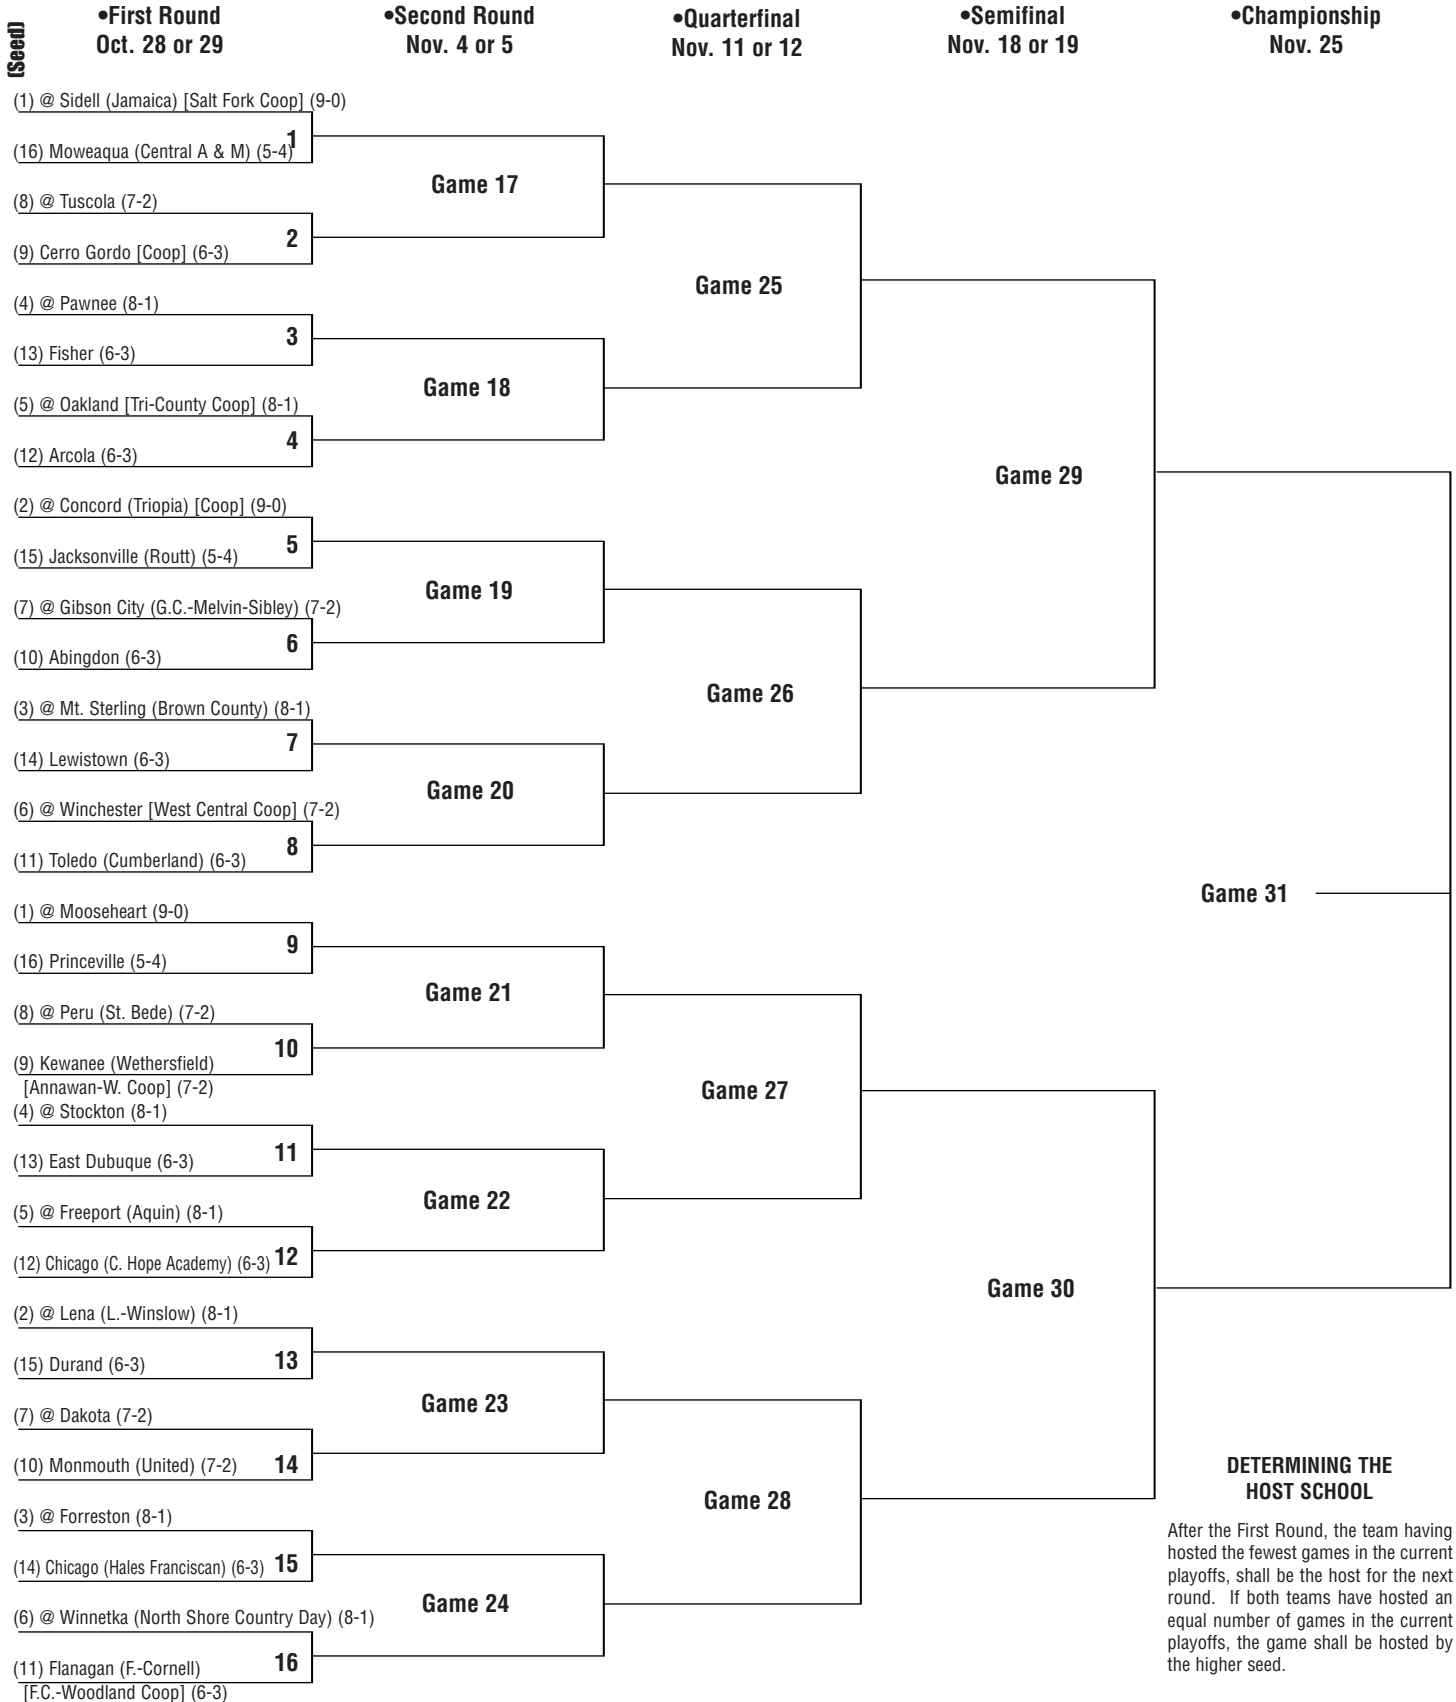 (Seed)
•First Round
Oct. 28 or 29
•Second Round
Nov. 4 or 5
•Quarterfinal
Nov. 11 or 12
•Semifinal
Nov. 18 or 19
•Championship
Nov. 25
(1) @ Sidell (Jamaica) [Salt Fork Coop] (9-0)
1
(16) Moweaqua (Central A & M) (5-4)
(8) @ Tuscola (7-2)
2
(9) Cerro Gordo [Coop] (6-3)
(4) @ Pawnee (8-1)
3
(13) Fisher (6-3)
(5) @ Oakland [Tri-County Coop] (8-1)
4
(12) Arcola (6-3)
(2) @ Concord (Triopia) [Coop] (9-0)
5
(15) Jacksonville (Routt) (5-4)
(7) @ Gibson City (G.C.-Melvin-Sibley) (7-2)
6
(10) Abingdon (6-3)
(3) @ Mt. Sterling (Brown County) (8-1)
7
(14) Lewistown (6-3)
(6) @ Winchester [West Central Coop] (7-2)
8
(11) Toledo (Cumberland) (6-3)
(1) @ Mooseheart (9-0)
9
(16) Princeville (5-4)
(8) @ Peru (St. Bede) (7-2)
10
(9) Kewanee (Wethersfield)
[Annawan-W. Coop] (7-2)
(4) @ Stockton (8-1)
11
(13) East Dubuque (6-3)
(5) @ Freeport (Aquin) (8-1)
(12) Chicago (C. Hope Academy) (6-3) 12
(2) @ Lena (L.-Winslow) (8-1)
(15) Durand (6-3) 13
(7) @ Dakota (7-2)
(10) Monmouth (United) (7-2) 14
(3) @ Forreston (8-1)
(14) Chicago (Hales Franciscan) (6-3) 15
(6) @ Winnetka (North Shore Country Day) (8-1)
(11) Flanagan (F.-Cornell) 16
[F.C.-Woodland Coop] (6-3)
Game 17
Game 18
Game 19
Game 20
Game 21
Game 22
Game 23
Game 24
Game 25
Game 26
Game 27
Game 28
Game 29
Game 30
Game 31
DETERMINING THE
HOST SCHOOL
After the First Round, the team having
hosted the fewest games in the current
playoffs, shall be the host for the next
round. If both teams have hosted an
equal number of games in the current
playoffs, the game shall be hosted by
the higher seed.